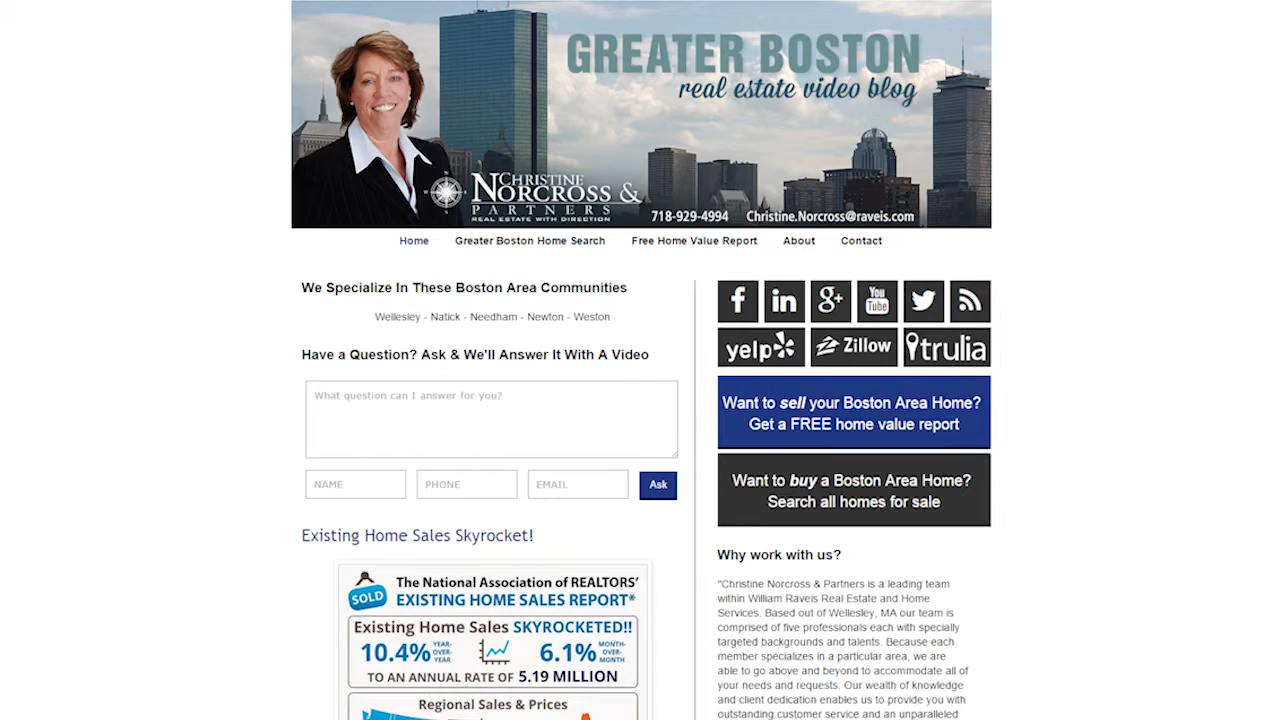 GREATER BOSTON
real estate video blog
CHRISTINE
NORCROSS &
PARTNERS
REAL ESTATE WITH DIRECTION
718-929-4994 Christine.Norcross@raveis.com
Home Greater Boston Home Search Free Home Value Report About Contact
We Specialize In These Boston Area Communities
Wellesley - Natick - Needham - Newton - Weston
Have a Question? Ask & We'll Answer It With A Video
What question can I answer for you?
NAME PHONE EMAIL Ask
Existing Home Sales Skyrocket!
SOLD
The National Association of REALTORS'
EXISTING HOME SALES REPORT*
Existing Home Sales SKYROCKETED!!
10.4% YEAR-OVER-YEAR 6.1% MONTH-OVER-MONTH
TO AN ANNUAL RATE OF 5.19 MILLION
Regional Sales & Prices
f in g+ You Tube
yelp Zillow trulia
Want to sell your Boston Area Home?
Get a FREE home value report
Want to buy a Boston Area Home?
Search all homes for sale
Why work with us?
"Christine Norcross & Partners is a leading team
within William Raveis Real Estate and Home
Services. Based out of Wellesley, MA our team is
comprised of five professionals each with specially
targeted backgrounds and talents. Because each
member specializes in a particular area, we are
able to go above and beyond to accommodate all of
your needs and requests. Our wealth of knowledge
and client dedication enables us to provide you with
outstanding customer service and an unparalleled